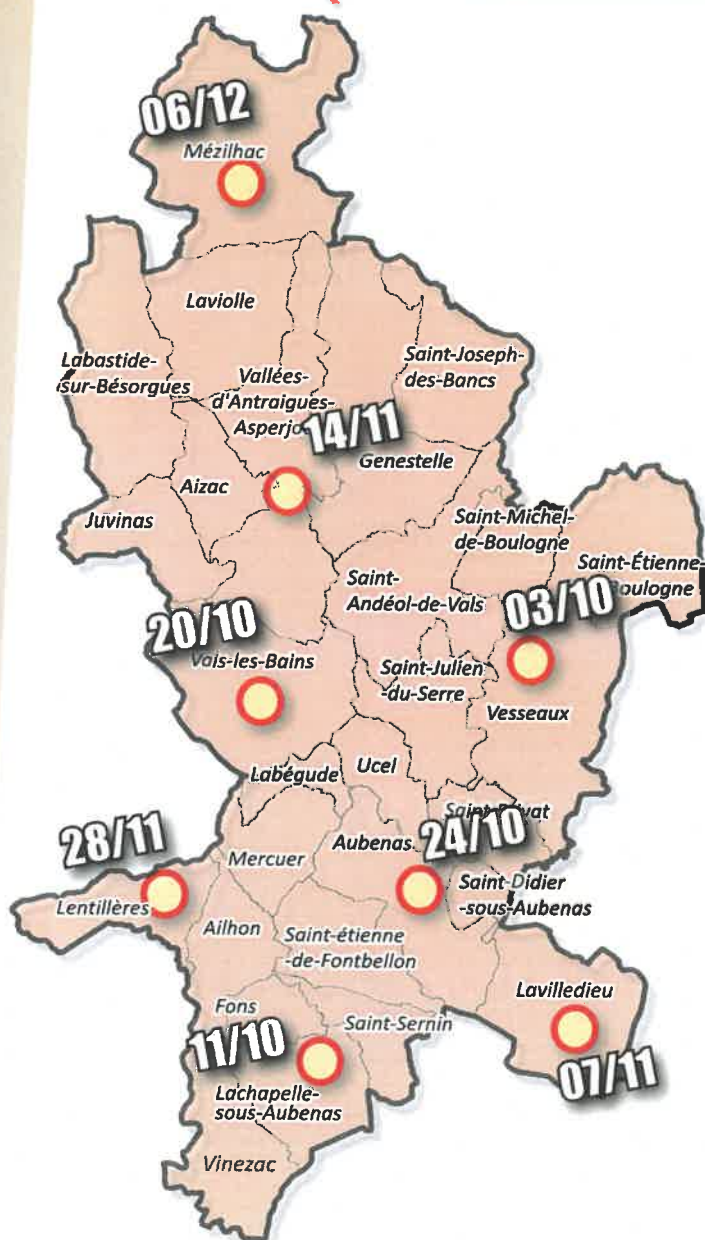 06/12
Mézilhac
Laviolle
Labastide-
sur-Bésorgues
Vallées-
d'Antraigues-
Saint-Joseph-
des-Bancs
14/11
Genestelle
Aizac
Juvinas
Saint-Michel-
de-Boulogne
Saint-Étienne-
Saint-
Andéol-de-Vals
03/10
20/10
Vals-les-Bains
Saint-Julien
-du-Serre
Vesseaux
Labégude
Ucel
28/11
Mercuer
Aubenas
24/10
Lentillères
Saint-Didier
-sous-Aubenas
Ailhon
Saint-étienne
-de-Fontbellon
Lavilledieu
Fons
Saint-Sernin
11/10
07/11
Lachapelle-
sous-Aubenas
Vinezac